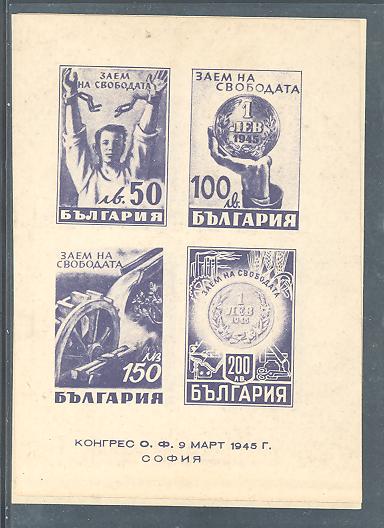 ЗАЕМ
НА СВОБОДАТА
лв. 50
БЪЛГАРИЯ
ЗАЕМ НА
СВОБОДАТА
1
ЛЕВ
1945
100 лв.
БЪЛГАРИЯ
ЗАЕМ НА
СВОБОДАТА
лв
150
БЪЛГАРИЯ
ЗАЕМ НА СВОБОДАТА
1
ЛЕВ
1945
200
ЛВ.
БЪЛГАРИЯ
КОНГРЕС О. Ф. 9 МАРТ 1945 Г.
СОФИЯ